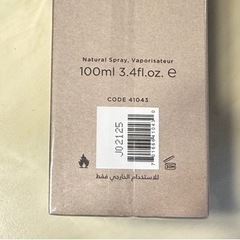 Natural Spray, Vaporisateur
100ml 3.4fl.oz. e
CODE 41043
J02125
للاستخدام الخارجي فقط